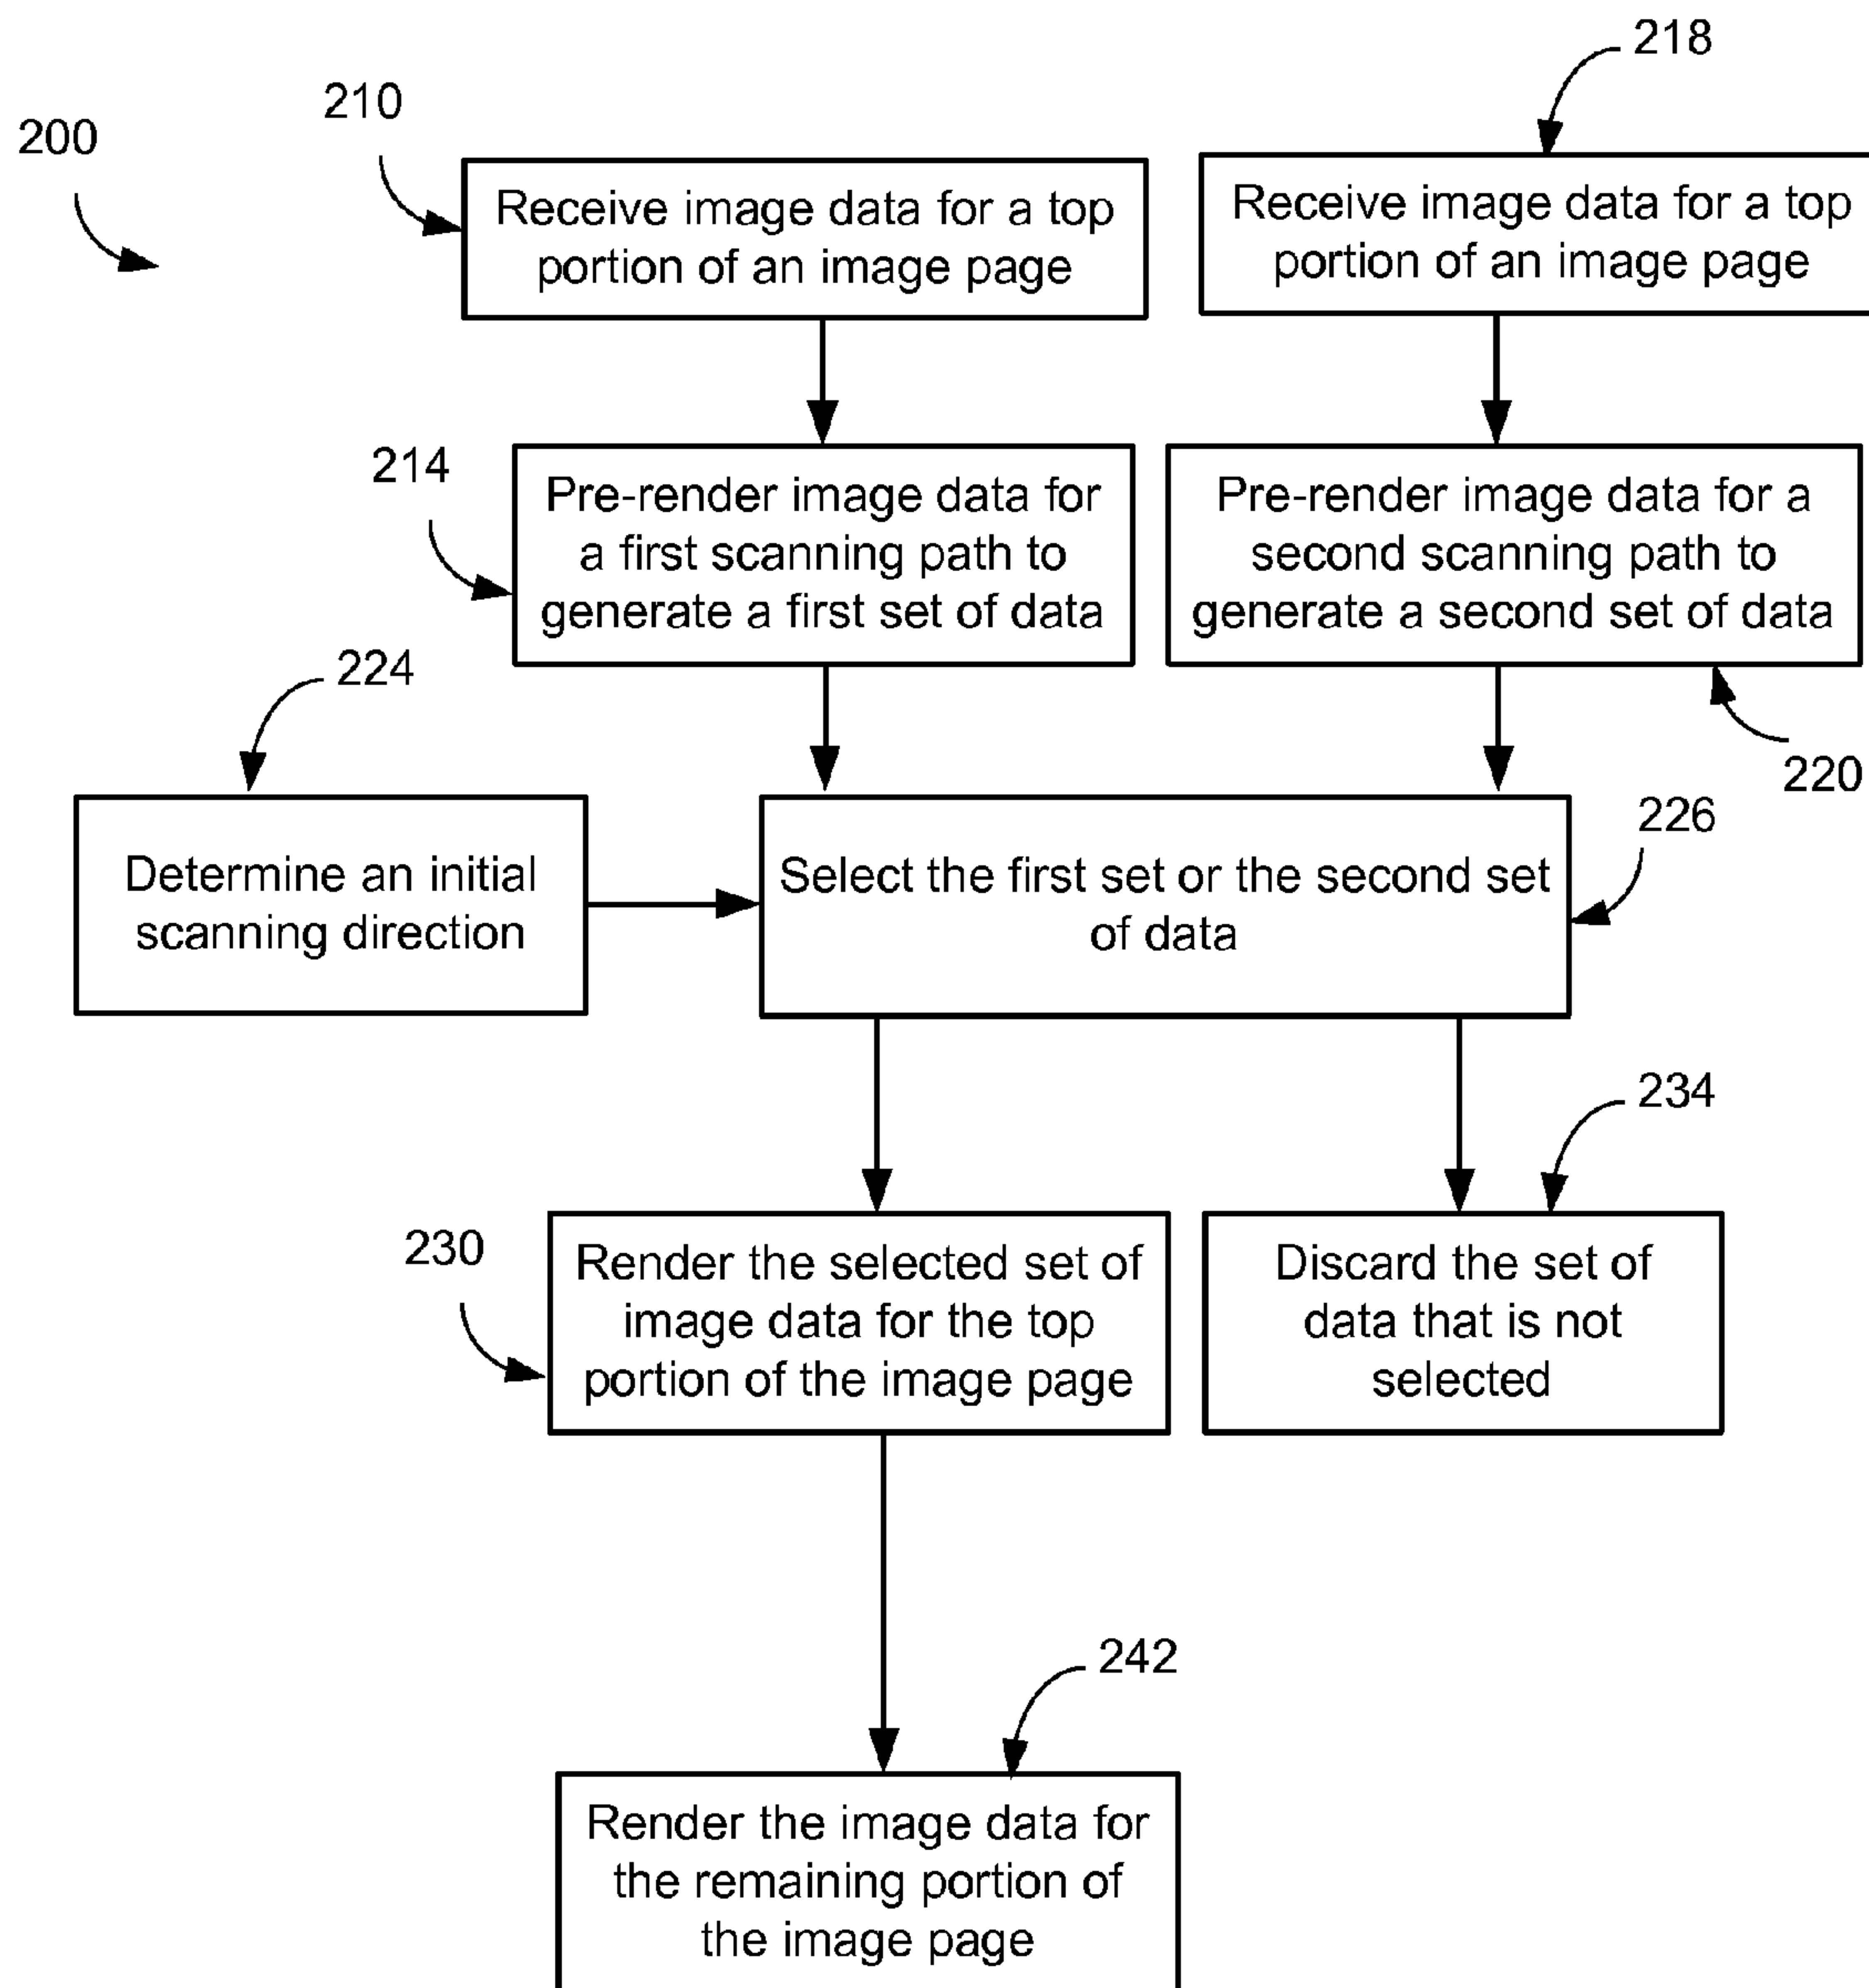 218
210
200
Receive image data for a top
portion of an image page
Receive image data for a top
portion of an image page
214
Pre-render image data for
a first scanning path to
generate a first set of data
Pre-render image data for a
second scanning path to
generate a second set of data
224
220
226
Determine an initial
scanning direction
Select the first set or the second set
of data
234
230
Render the selected set of
image data for the top
portion of the image page
Discard the set of
data that is not
selected
242
Render the image data for
the remaining portion of
the image page